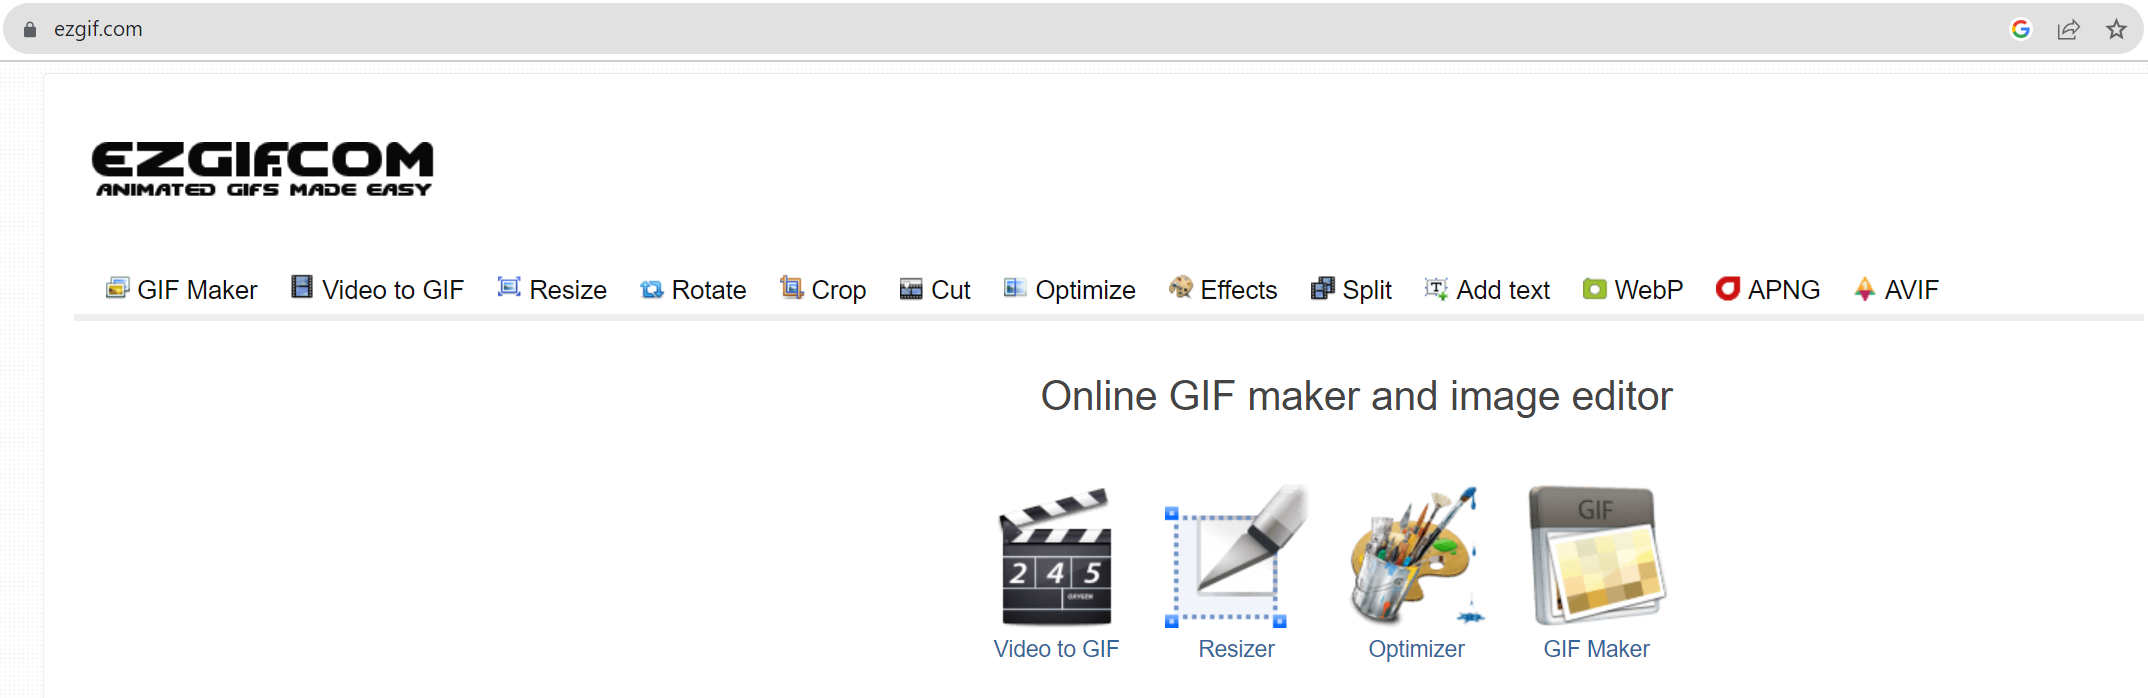 ezgif.com
EZGIF.COM
ANIMATED GIFS MADE EASY
GIF Maker Video to GIF Resize Rotate Crop Cut Optimize Effects Split Add text WebP APNG AVIF
Online GIF maker and image editor
GIF
2 4 5
OXYGEN
Video to GIF Resizer Optimizer GIF Maker